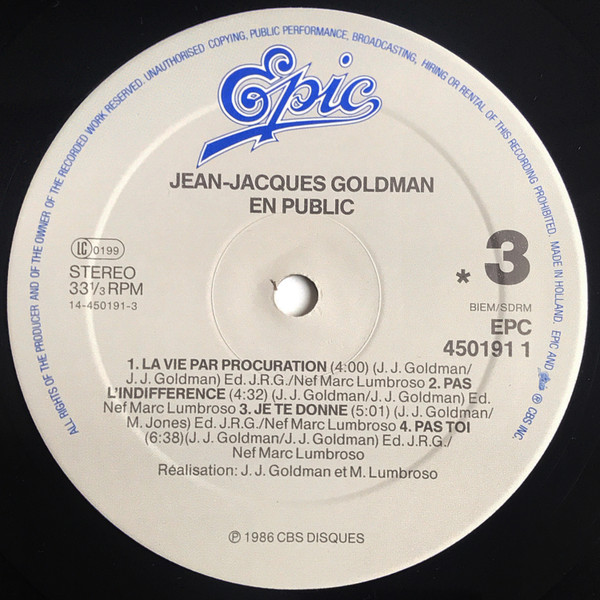 ALL RIGHTS OF THE PRODUCER AND OF THE OWNER OF THE RECORDED WORK RESERVED. UNAUTHORISED COPYING, PUBLIC PERFORMANCE, BROADCASTING, HIRING OR RENTAL OF THIS RECORDING PROHIBITED. MADE IN HOLLAND. EPIC AND ® CBS INC.
Epic
JEAN-JACQUES GOLDMAN
EN PUBLIC
LC 0199
STEREO
33 1/3 RPM
14-450191-3
* 3
BIEM/SDRM
EPC
450191 1
1. LA VIE PAR PROCURATION (4:00) (J. J. Goldman/
J. J. Goldman) Ed. J.R.G./Nef Marc Lumbroso 2. PAS
L'INDIFFERENCE (4:32) (J. J. Goldman/J. J. Goldman) Ed.
Nef Marc Lumbroso 3. JE TE DONNE (5:01) (J. J. Goldman/
M. Jones) Ed. J.R.G./Nef Marc Lumbroso 4. PAS TOI
(6:38)(J. J. Goldman/J. J. Goldman) Ed. J.R.G./
Nef Marc Lumbroso
Réalisation: J. J. Goldman et M. Lumbroso
℗ 1986 CBS DISQUES